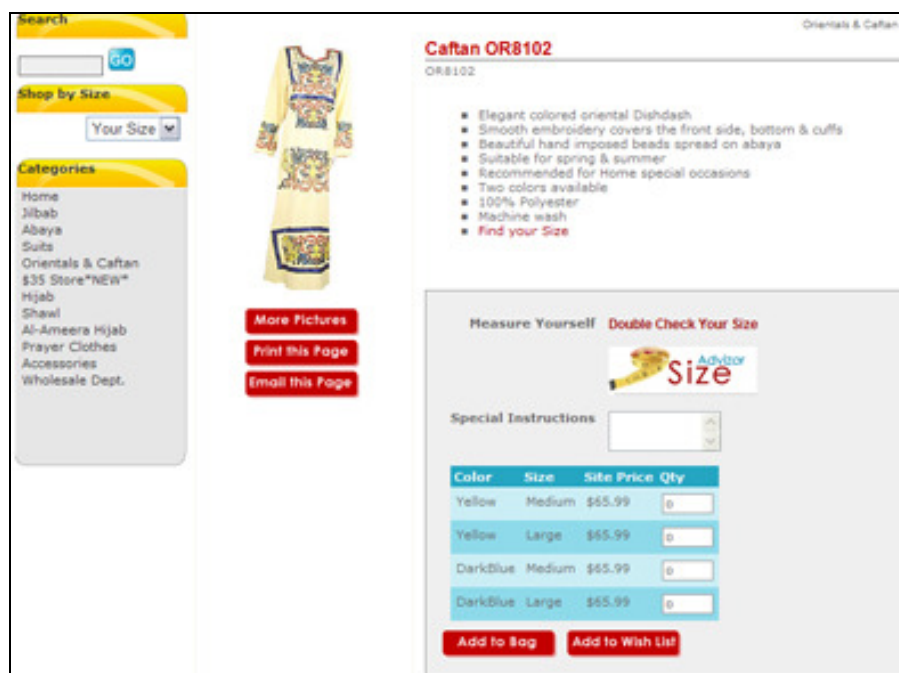 Search
GO
Shop by Size
Your Size
Categories
Home
Jilbab
Abaya
Suits
Orientals & Caftan
$35 Store*NEW*
Hijab
Shawl
Al-Ameera Hijab
Prayer Clothes
Accessories
Wholesale Dept.
More Pictures
Print this Page
Email this Page
Orientals & Caftan
Caftan OR8102
OR8102
Elegant colored oriental Dishdash
Smooth embroidery covers the front side, bottom & cuffs
Beautiful hand imposed beads spread on abaya
Suitable for spring & summer
Recommended for Home special occasions
Two colors available
100% Polyester
Machine wash
Find your Size
Measure Yourself Double Check Your Size
Size Advizor
Special Instructions
Color Size Site Price Qty
Yellow Medium $65.99 0
Yellow Large $65.99 0
DarkBlue Medium $65.99 0
DarkBlue Large $65.99 0
Add to Bag Add to Wish List